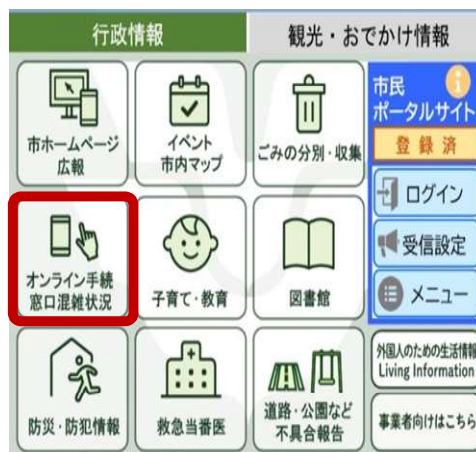 行政情報
観光・おでかけ情報
市ホームページ
広報
イベント
市内マップ
ごみの分別・収集
市民
ポータルサイト
登録済
ログイン
受信設定
メニュー
オンライン手続
窓口混雑状況
子育て・教育
図書館
防災・防犯情報
救急当番医
道路・公園など
不具合報告
外国人のための生活情報
Living Information
事業者向けはこちら